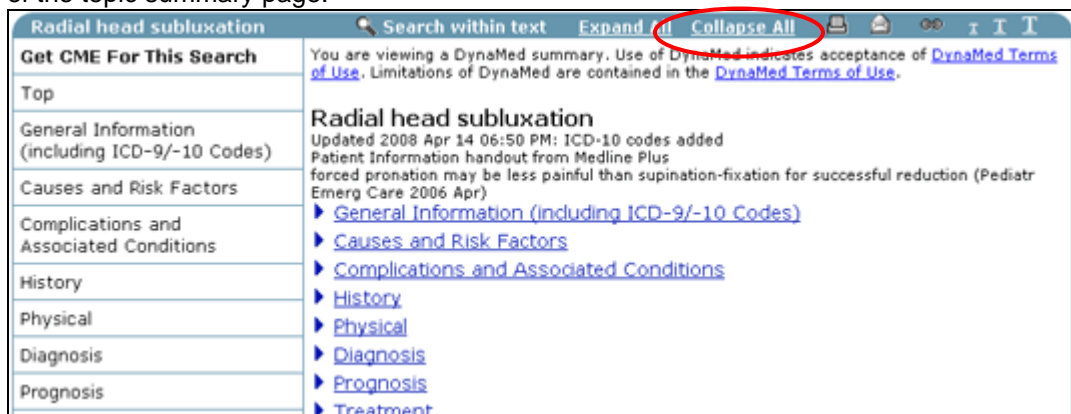 of the topic summary page.
Radial head subluxation Search within text Expand All Collapse All I T T
Get CME For This Search
Top
General Information
(including ICD-9/-10 Codes)
Causes and Risk Factors
Complications and
Associated Conditions
History
Physical
Diagnosis
Prognosis
You are viewing a DynaMed summary. Use of DynaMed indicates acceptance of DynaMed Terms
of Use. Limitations of DynaMed are contained in the DynaMed Terms of Use.
Radial head subluxation
Updated 2008 Apr 14 06:50 PM: ICD-10 codes added
Patient Information handout from Medline Plus
forced pronation may be less painful than supination-fixation for successful reduction (Pediatr
Emerg Care 2006 Apr)
General Information (including ICD-9/-10 Codes)
Causes and Risk Factors
Complications and Associated Conditions
History
Physical
Diagnosis
Prognosis
Treatment